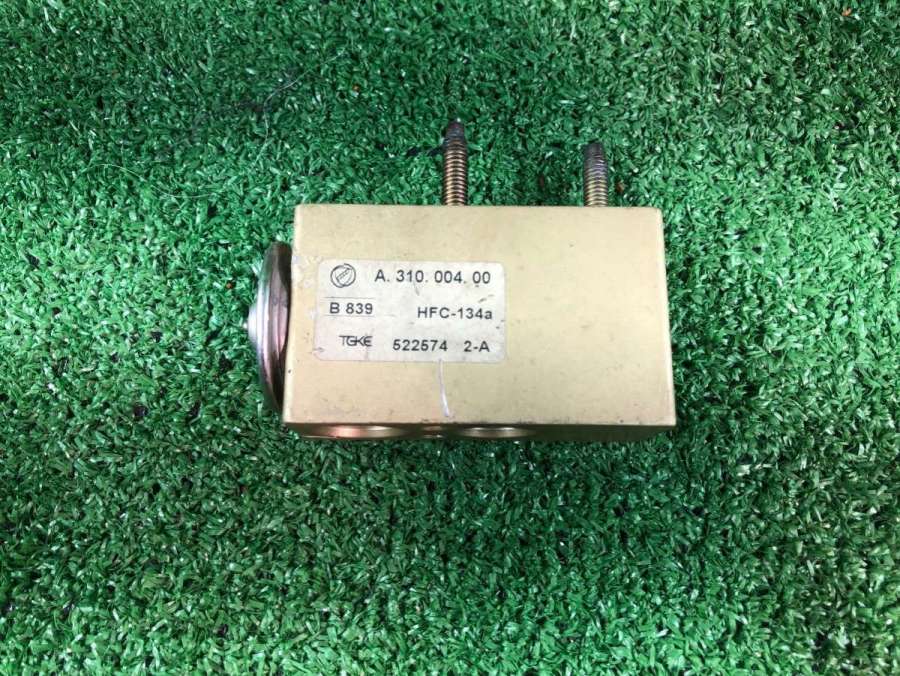 A. 310. 004. 00
B 839 HFC-134a
TGKE 522574 2-A